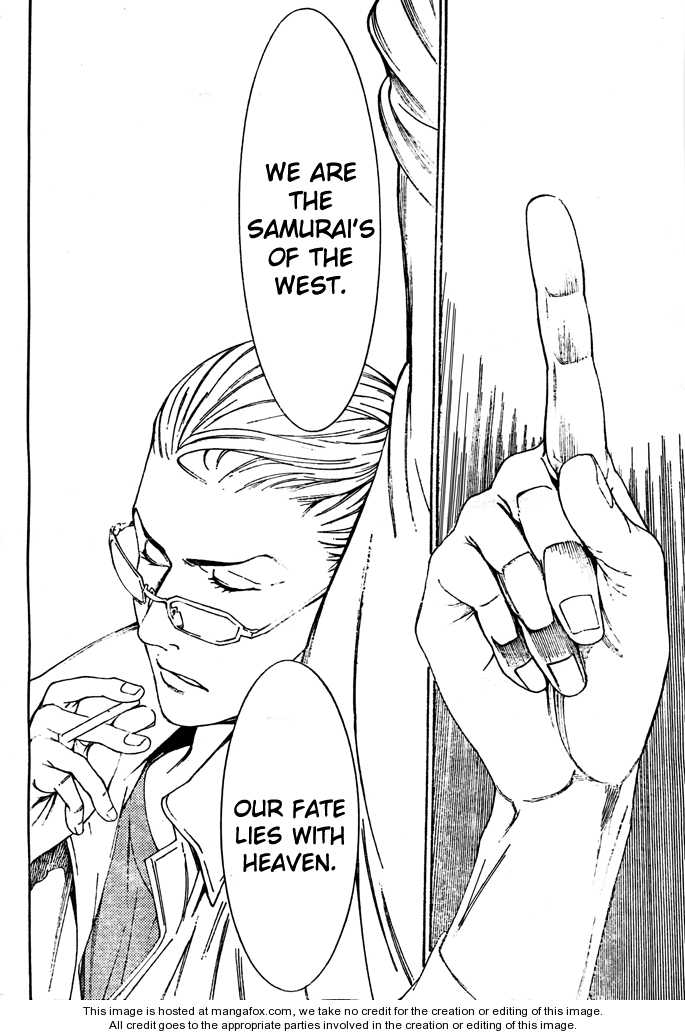 WE ARE
THE
SAMURAI'S
OF THE
WEST.
OUR FATE
LIES WITH
HEAVEN.
This image is hosted at mangafox.com, we take no credit for the creation or editing of this image.
All credit goes to the appropriate parties involved in the creation or editing of this image.